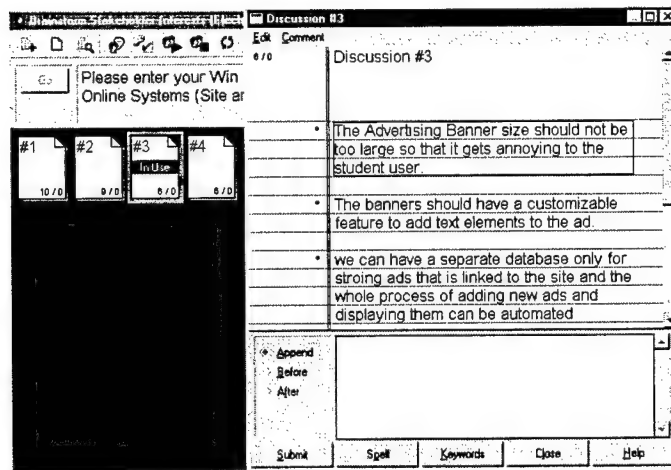 Brainstorm Stakeholder Interests (Elect
Go
Please enter your Win
Online Systems (Site ar
#1
#2
#3
#4
In Use
10 / 0
9 / 0
6 / 0
6 / 0
Discussion #3
Edit Comment
6 / 0
Discussion #3
• The Advertising Banner size should not be
too large so that it gets annoying to the
student user.
• The banners should have a customizable
feature to add text elements to the ad.
• we can have a separate database only for
stroing ads that is linked to the site and the
whole process of adding new ads and
displaying them can be automated
Append
Before
After
Submit
Spell
Keywords
Close
Help